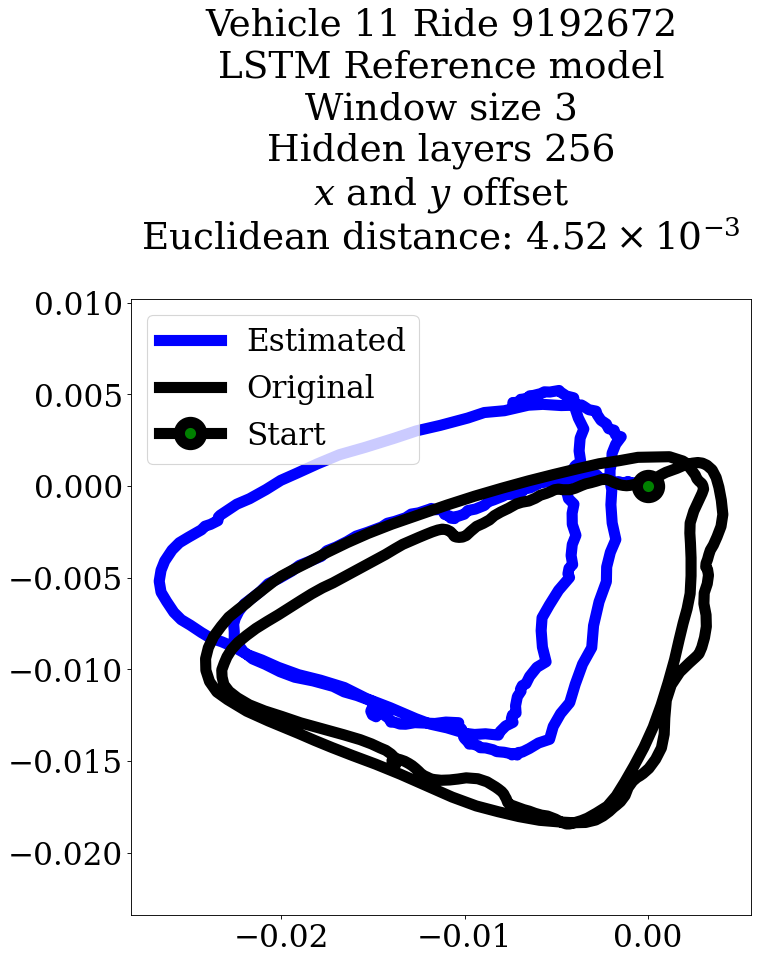 Vehicle 11 Ride 9192672
LSTM Reference model
Window size 3
Hidden layers 256
x and y offset
Euclidean distance: 4.52 × 10⁻³
Estimated
Original
Start
0.010
0.005
0.000
−0.005
−0.010
−0.015
−0.020
−0.02
−0.01
0.00